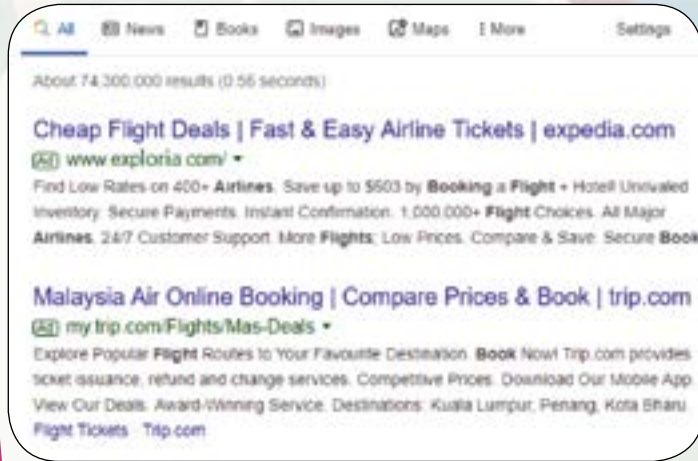 All News Books Images Maps More Settings
About 74,300,000 results (0.56 seconds)
Cheap Flight Deals | Fast & Easy Airline Tickets | expedia.com
Ad www.exploria.com/
Find Low Rates on 400+ Airlines. Save up to $603 by Booking a Flight + Hotel! Unrivaled
Inventory. Secure Payments. Instant Confirmation. 1,000,000+ Flight Choices. All Major
Airlines. 24/7 Customer Support. More Flights; Low Prices. Compare & Save. Secure Book
Malaysia Air Online Booking | Compare Prices & Book | trip.com
Ad my.trip.com/Flights/Mas-Deals
Explore Popular Flight Routes to Your Favourite Destination. Book Now! Trip.com provides
ticket issuance, refund and change services. Competitive Prices. Download Our Mobile App.
View Our Deals. Award-Winning Service. Destinations: Kuala Lumpur, Penang, Kota Bharu.
Flight Tickets · Trip.com